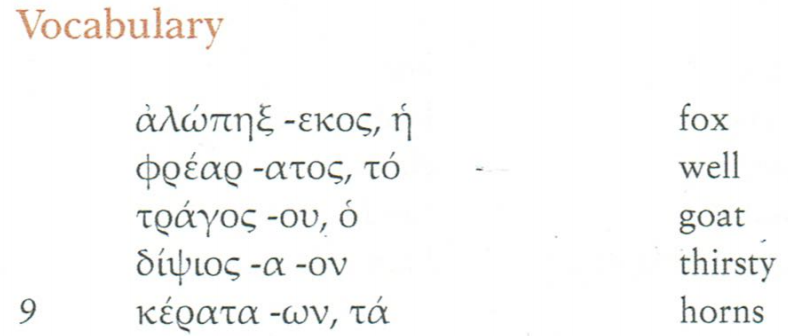 Vocabulary
ἀλώπηξ -εκος, ἡ fox
φρέαρ -ατος, τό well
τράγος -ου, ὁ goat
δίψιος -α -ον thirsty
9 κέρατα -ων, τά horns